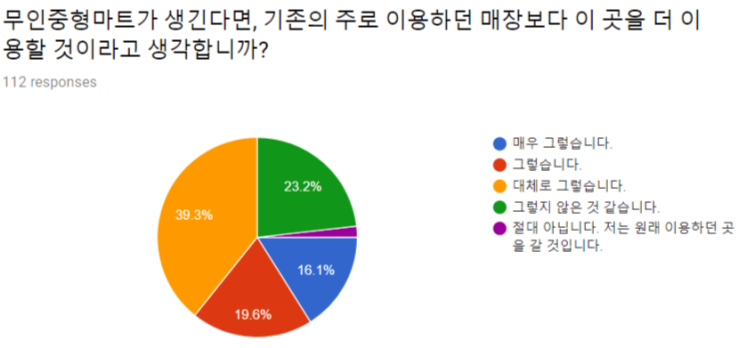 무인중형마트가 생긴다면, 기존의 주로 이용하던 매장보다 이 곳을 더 이
용할 것이라고 생각합니까?
112 responses
매우 그렇습니다.
그렇습니다.
대체로 그렇습니다.
그렇지 않은 것 같습니다.
절대 아닙니다. 저는 원래 이용하던 곳
을 갈 것입니다.
23.2%
39.3%
16.1%
19.6%